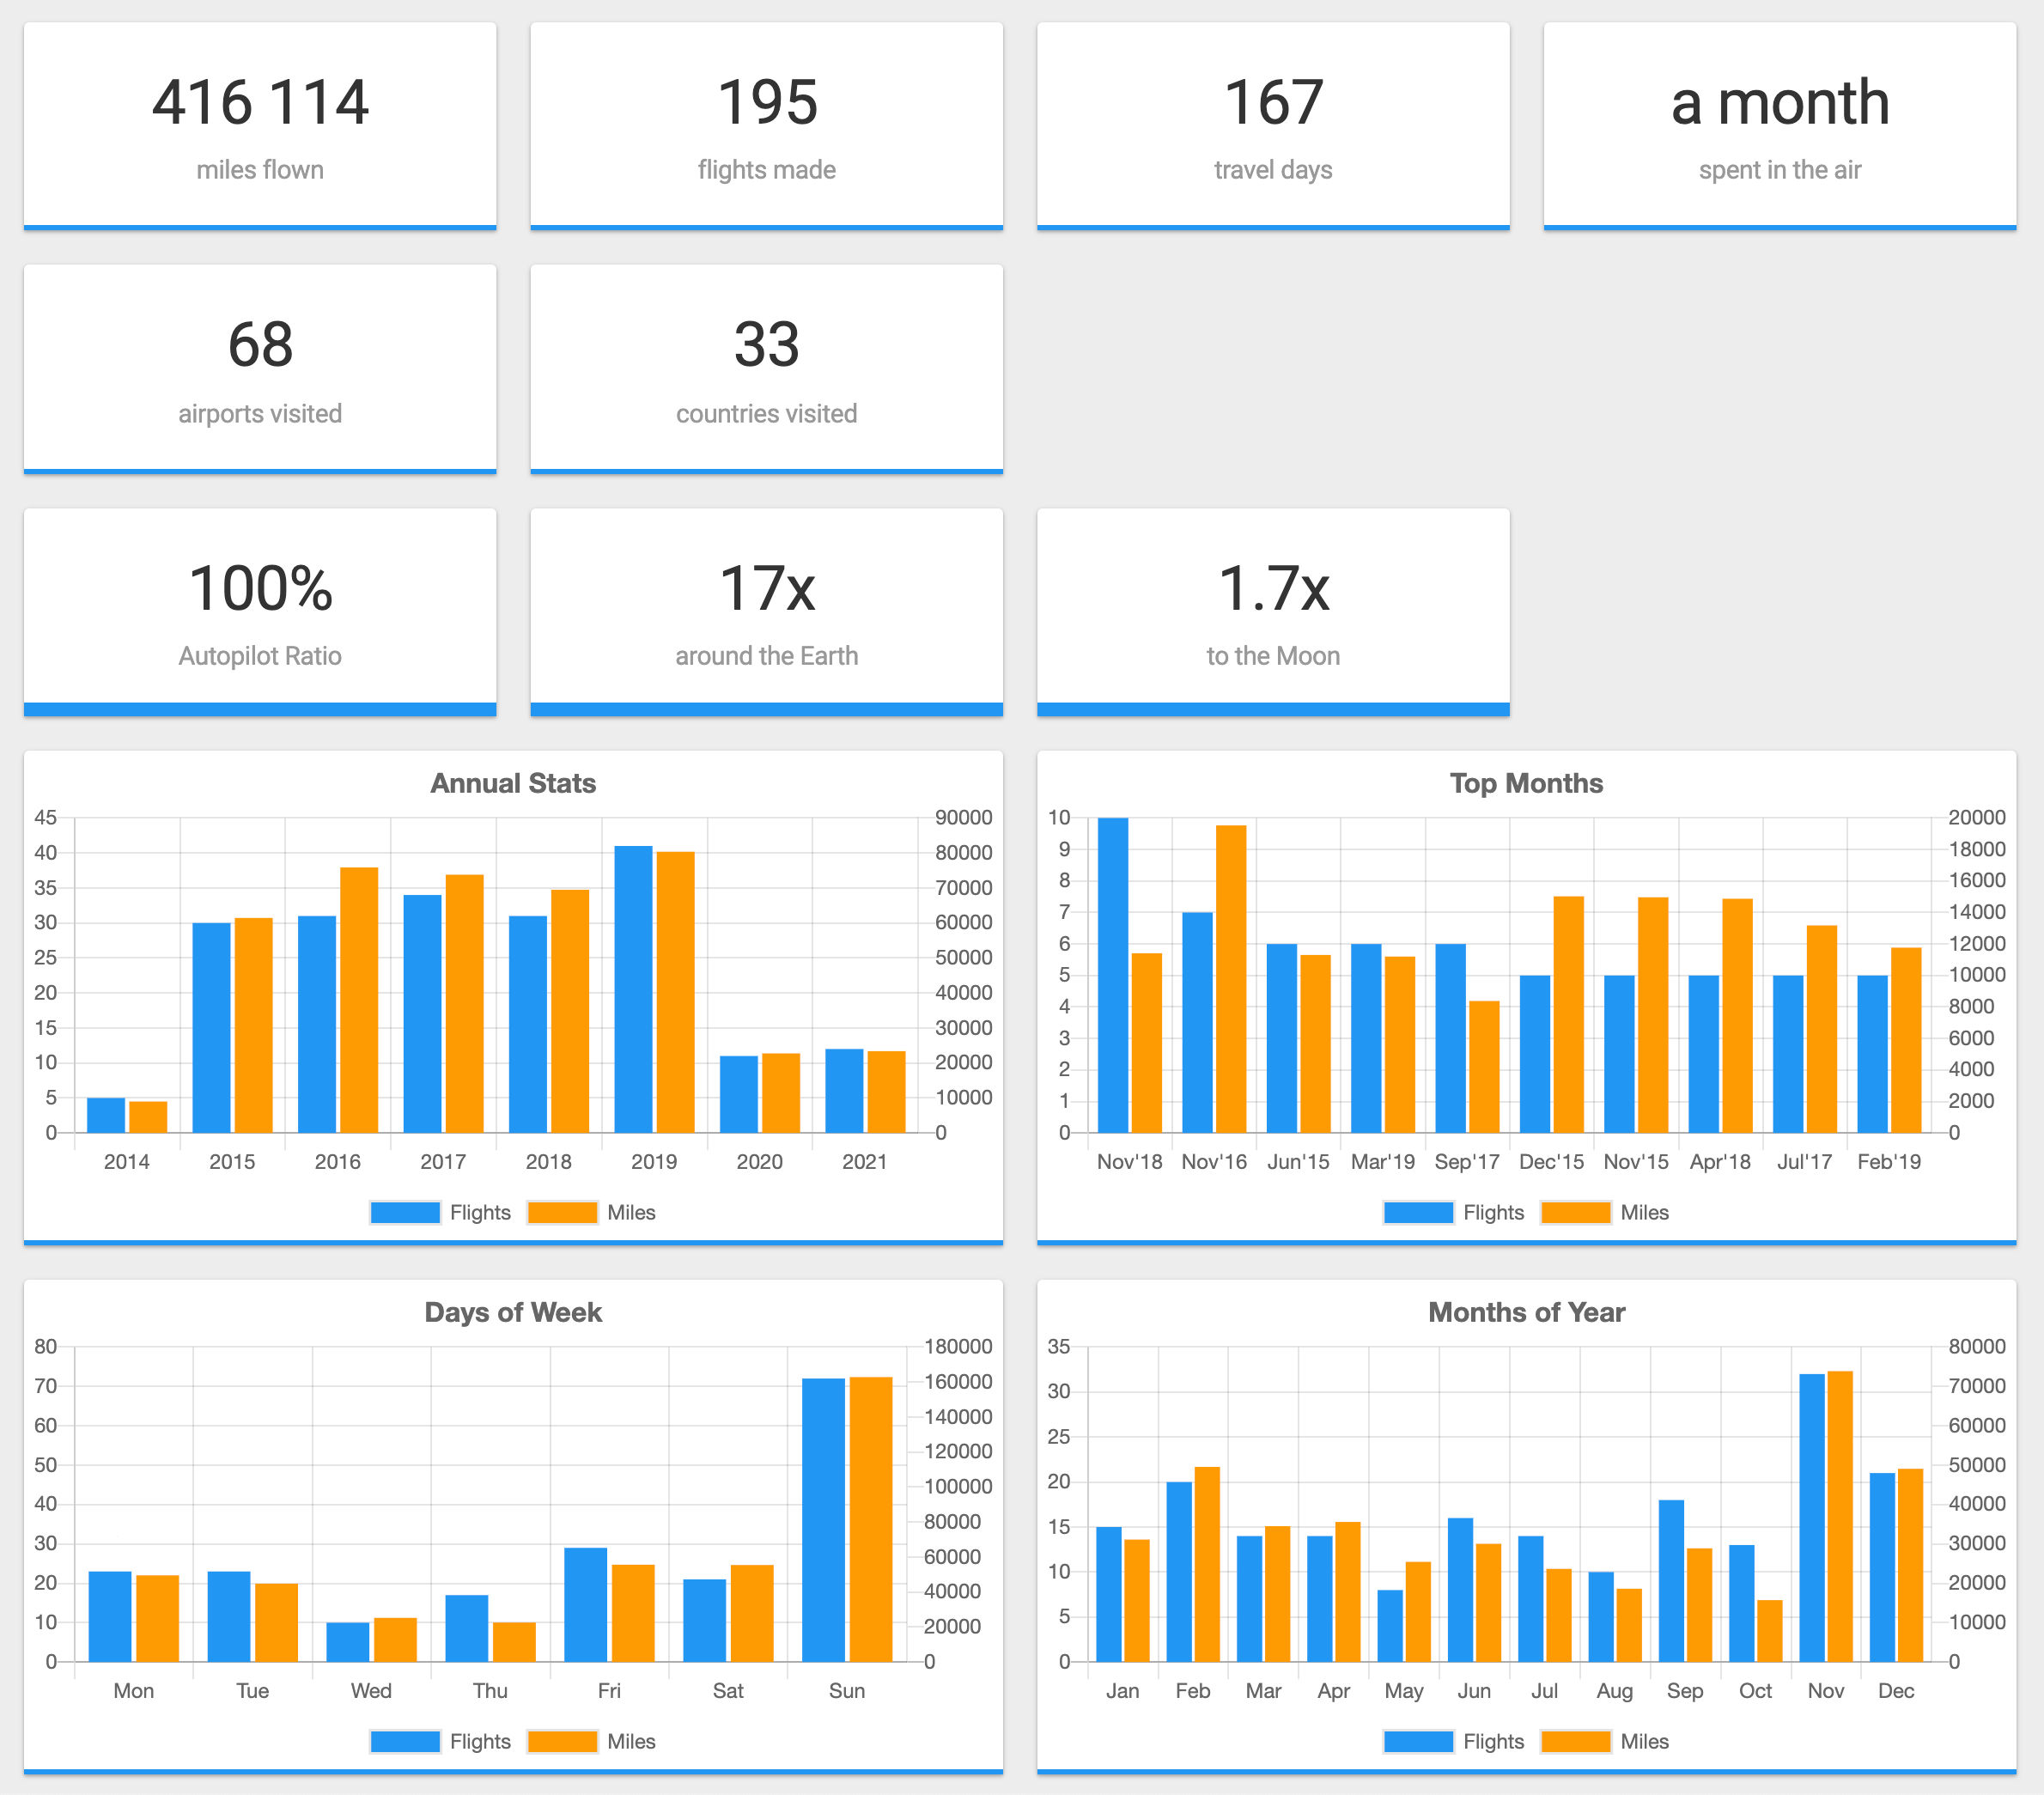 416 114
miles flown
195
flights made
167
travel days
a month
spent in the air
68
airports visited
33
countries visited
100%
Autopilot Ratio
17x
around the Earth
1.7x
to the Moon
Annual Stats
45 90000
40 80000
35 70000
30 60000
25 50000
20 40000
15 30000
10 20000
5 10000
0 0
2014 2015 2016 2017 2018 2019 2020 2021
Flights Miles
Top Months
10 20000
9 18000
8 16000
7 14000
6 12000
5 10000
4 8000
3 6000
2 4000
1 2000
0 0
Nov'18 Nov'16 Jun'15 Mar'19 Sep'17 Dec'15 Nov'15 Apr'18 Jul'17 Feb'19
Flights Miles
Days of Week
80 180000
70 160000
60 140000
50 120000
40 100000
30 80000
20 60000
10 40000
0 20000
0
Mon Tue Wed Thu Fri Sat Sun
Flights Miles
Months of Year
35 80000
30 70000
25 60000
20 50000
15 40000
10 30000
5 20000
0 10000
0
Jan Feb Mar Apr May Jun Jul Aug Sep Oct Nov Dec
Flights Miles